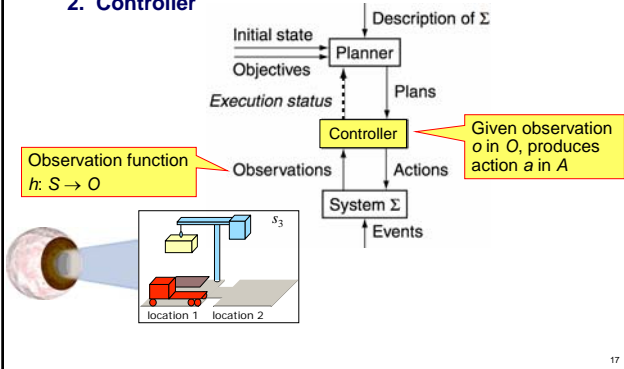 2. Controller
Description of Σ
Initial state
Planner
Objectives
Plans
Execution status
Controller
Given observation
o in O, produces
action a in A
Observation function
h: S → O
Observations
Actions
System Σ
s3
Events
location 1 location 2
17